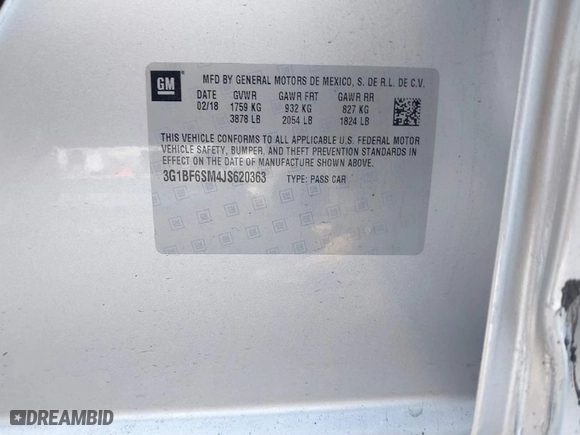 GM
MFD BY GENERAL MOTORS DE MEXICO, S. DE R.L. DE C.V.
DATE GVWR GAWR FRT GAWR RR
02/18 1759 KG 932 KG 827 KG
3878 LB 2054 LB 1824 LB
THIS VEHICLE CONFORMS TO ALL APPLICABLE U.S. FEDERAL MOTOR
VEHICLE SAFETY, BUMPER, AND THEFT PREVENTION STANDARDS IN
EFFECT ON THE DATE OF MANUFACTURE SHOWN ABOVE.
3G1BF6SM4JS620363 TYPE: PASS CAR
DREAMBID